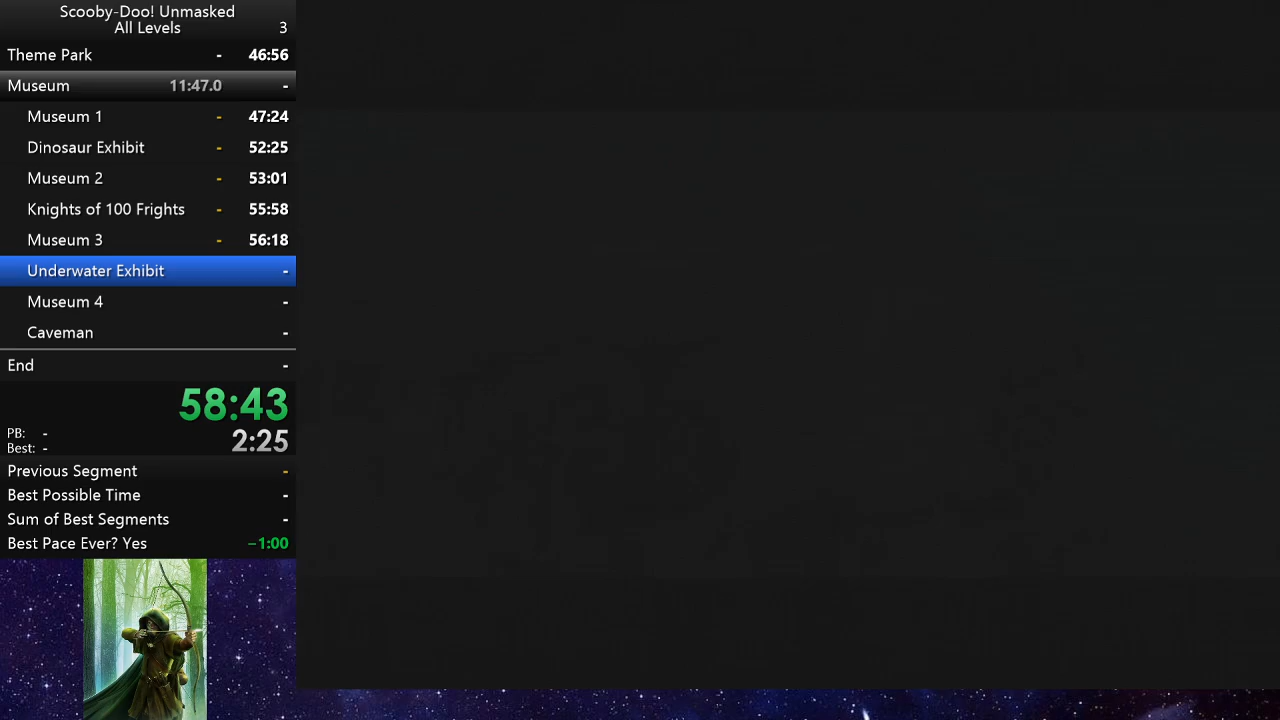 Scooby-Doo! Unmasked
All Levels 3
Theme Park - 46:56
Museum 11:47.0 -
Museum 1 - 47:24
Dinosaur Exhibit - 52:25
Museum 2 - 53:01
Knights of 100 Frights - 55:58
Museum 3 - 56:18
Underwater Exhibit -
Museum 4 -
Caveman -
End -
58:43
PB: - 2:25
Best: -
Previous Segment -
Best Possible Time -
Sum of Best Segments -
Best Pace Ever? Yes −1:00